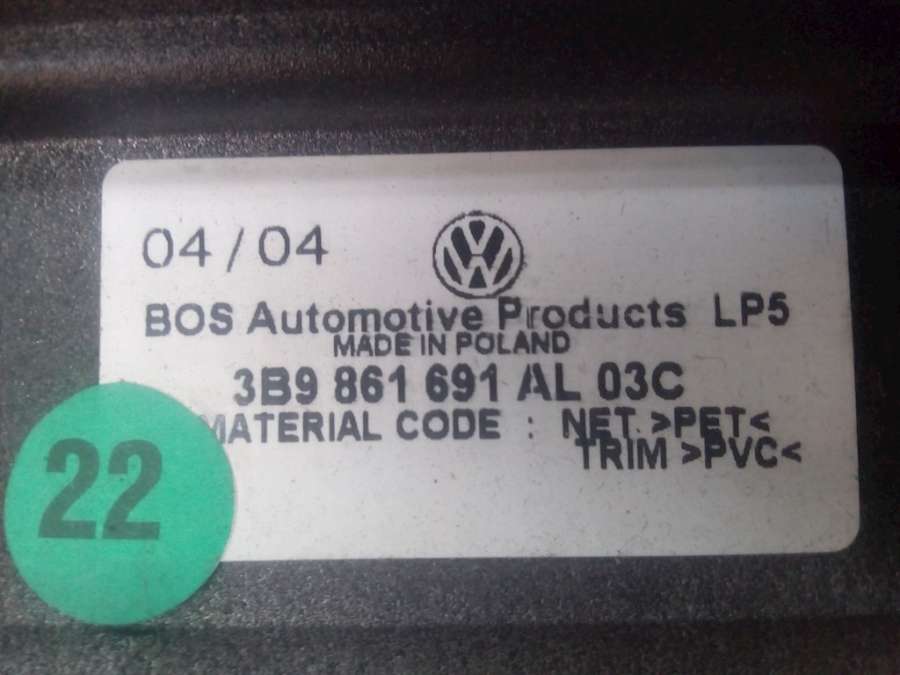 04/04
VW
BOS Automotive Products LP5
MADE IN POLAND
3B9 861 691 AL 03C
MATERIAL CODE : NET. >PET<
TRIM >PVC<
22